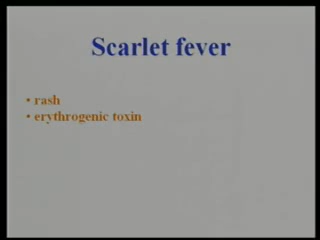 Scarlet fever
• rash
• erythrogenic toxin